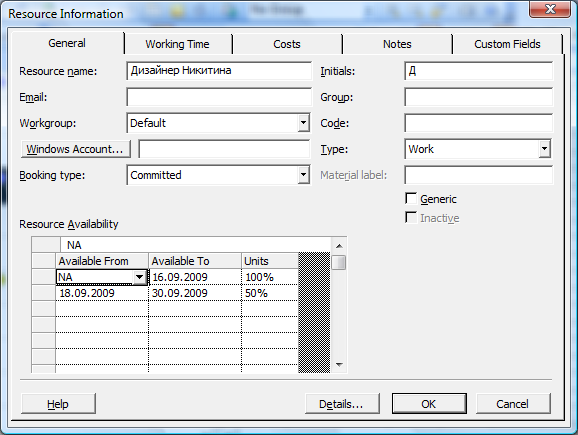 Resource Information
General Working Time Costs Notes Custom Fields
Resource name: Дизайнер Никитина Initials: Д
Email: Group:
Workgroup: Default Code:
Windows Account... Type: Work
Booking type: Committed Material label:
Generic
Inactive
Resource Availability
NA
Available From Available To Units
NA 16.09.2009 100%
18.09.2009 30.09.2009 50%
Help Details... OK Cancel